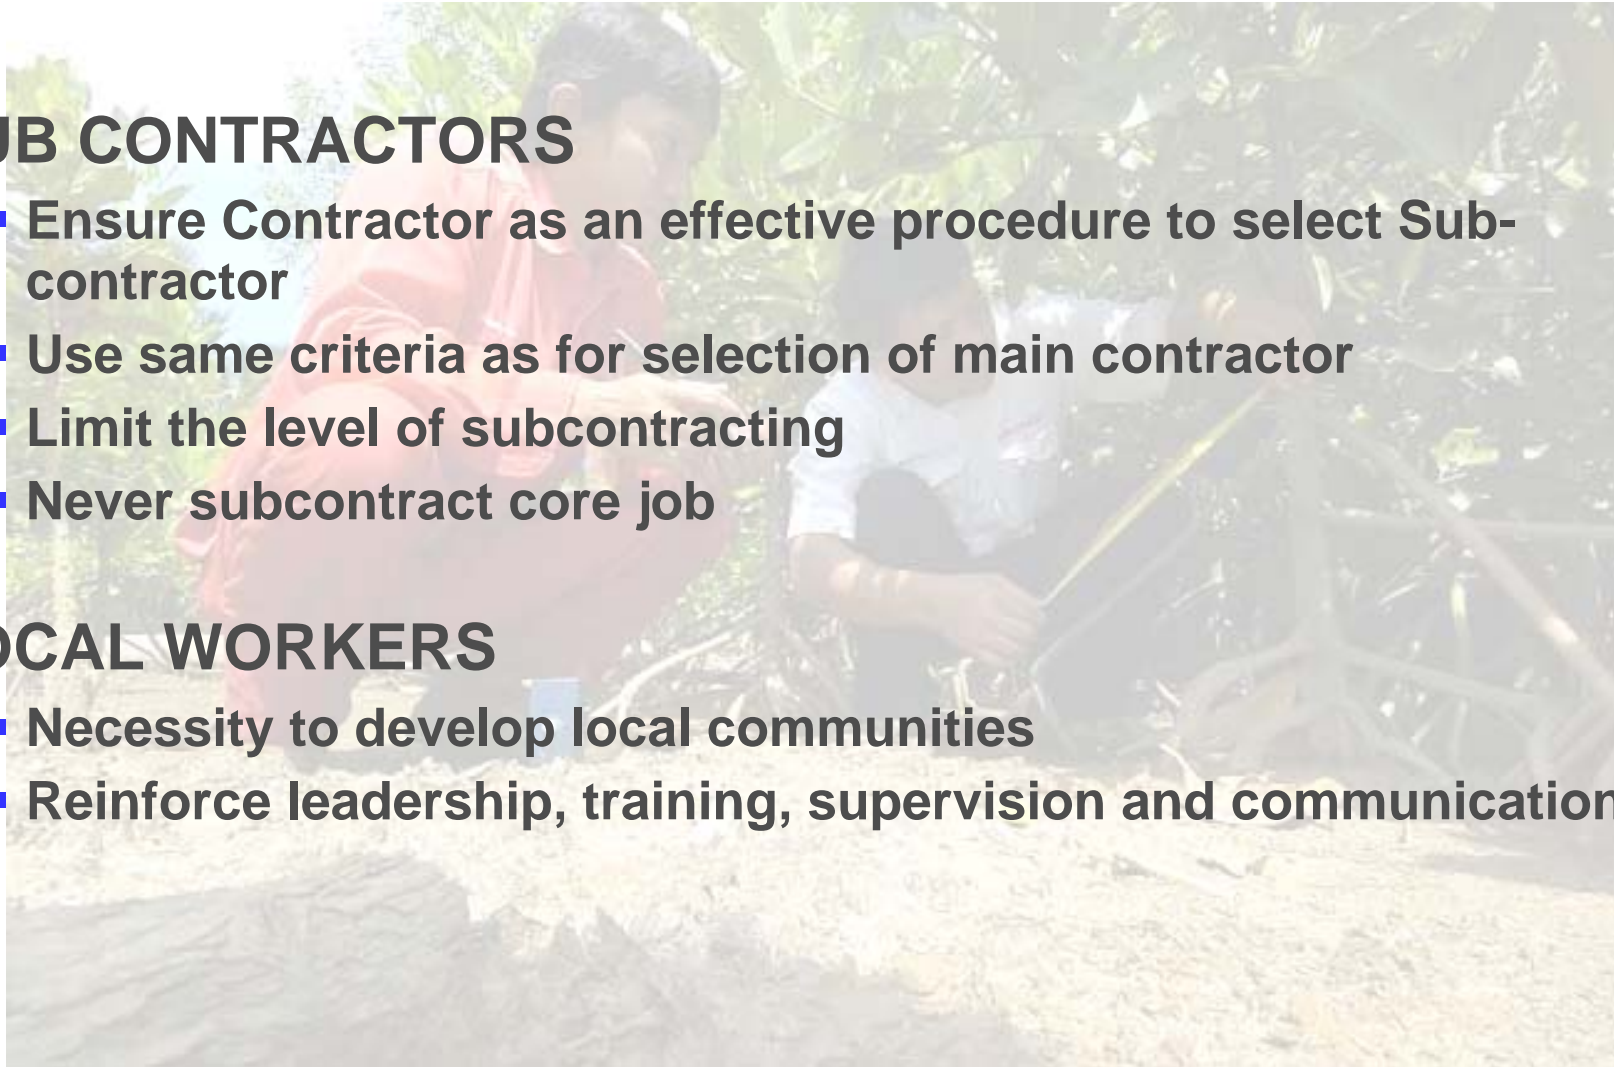 UB CONTRACTORS
Ensure Contractor as an effective procedure to select Sub-
contractor
Use same criteria as for selection of main contractor
Limit the level of subcontracting
Never subcontract core job
OCAL WORKERS
Necessity to develop local communities
Reinforce leadership, training, supervision and communication